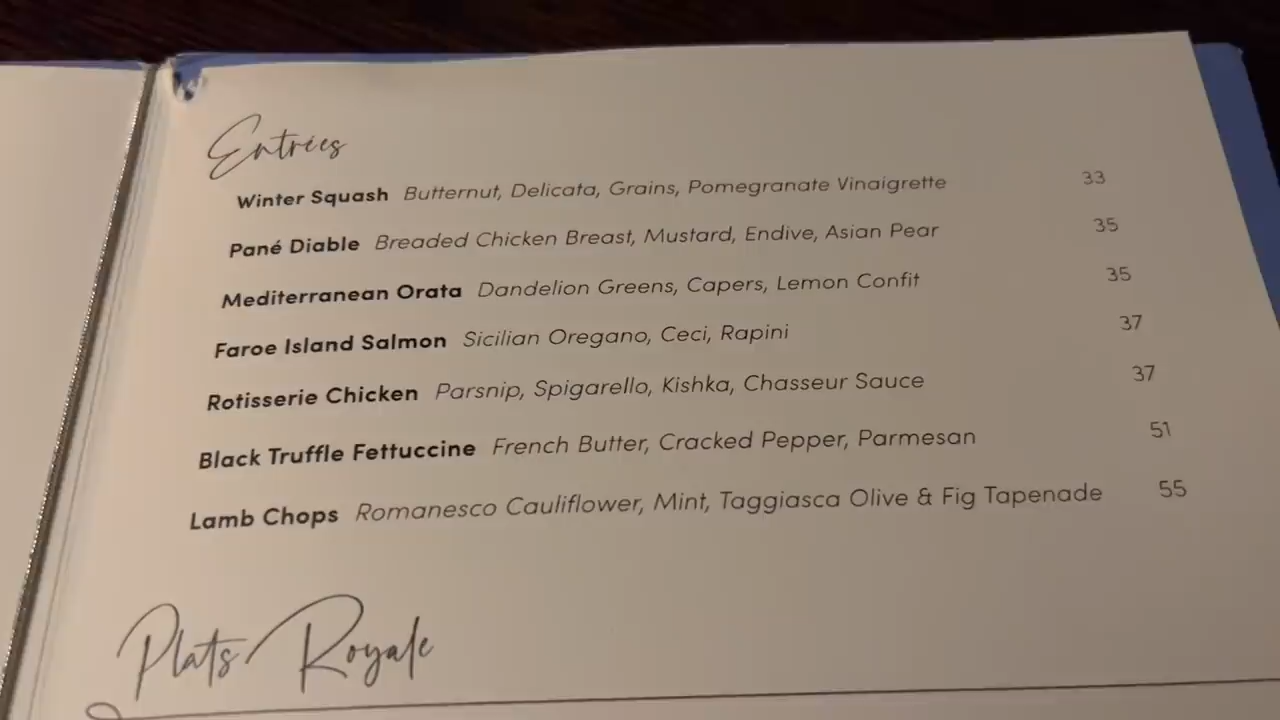 Entrées
Winter Squash Butternut, Delicata, Grains, Pomegranate Vinaigrette 33
Pané Diable Breaded Chicken Breast, Mustard, Endive, Asian Pear 35
Mediterranean Orata Dandelion Greens, Capers, Lemon Confit 35
Faroe Island Salmon Sicilian Oregano, Ceci, Rapini 37
Rotisserie Chicken Parsnip, Spigarello, Kishka, Chasseur Sauce 37
Black Truffle Fettuccine French Butter, Cracked Pepper, Parmesan 51
Lamb Chops Romanesco Cauliflower, Mint, Taggiasca Olive & Fig Tapenade 55
Plats Royale